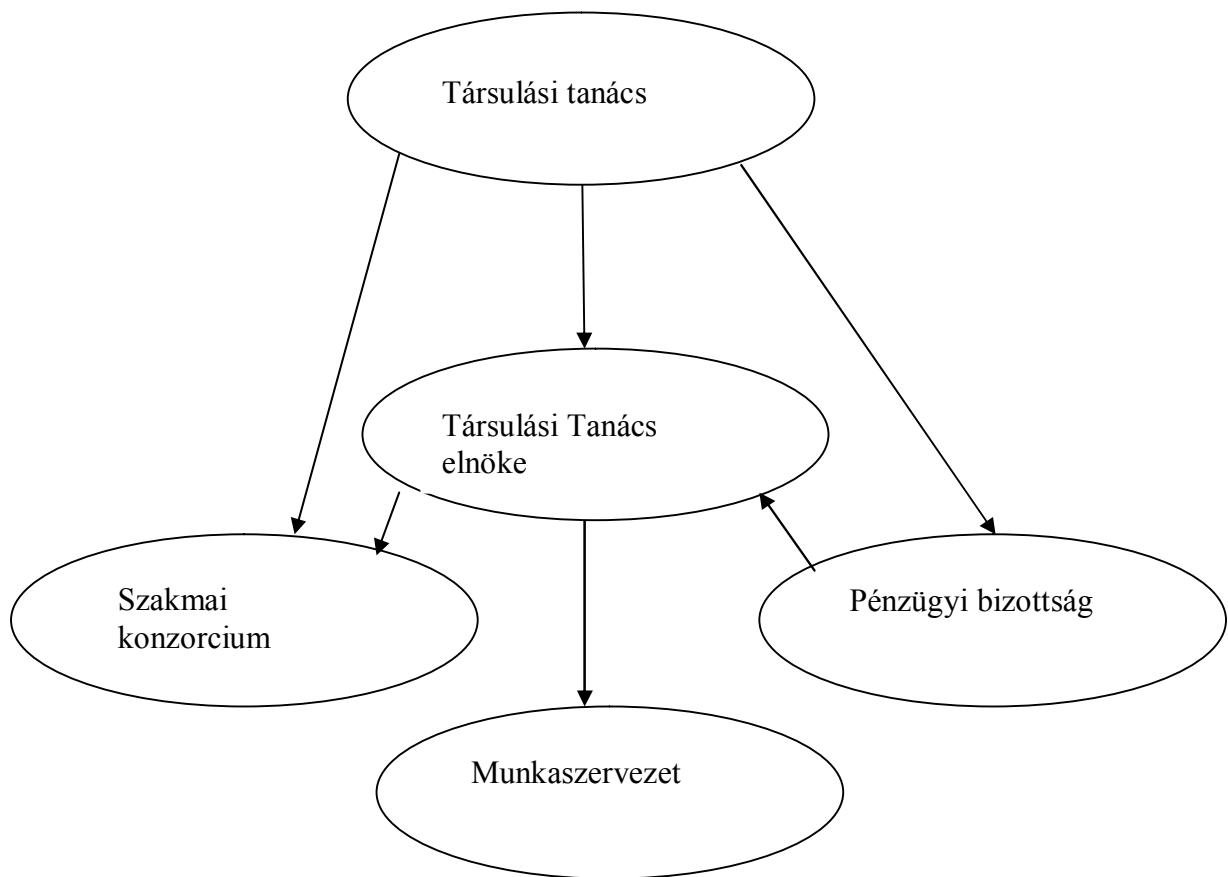 Társulási tanács
Társulási Tanács
elnöke
Szakmai
konzorcium
Pénzügyi bizottság
Munkaszervezet